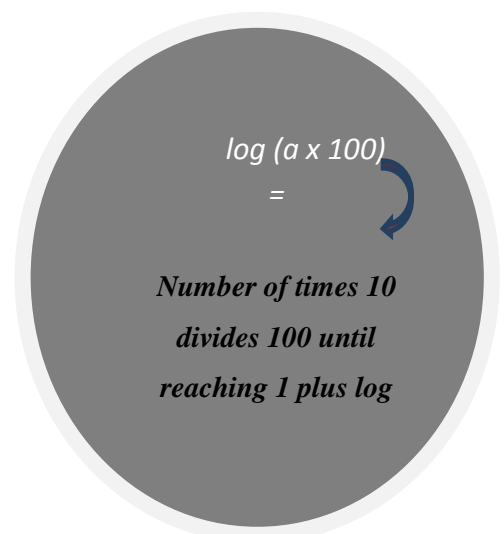 log (a x 100)
=
Number of times 10
divides 100 until
reaching 1 plus log